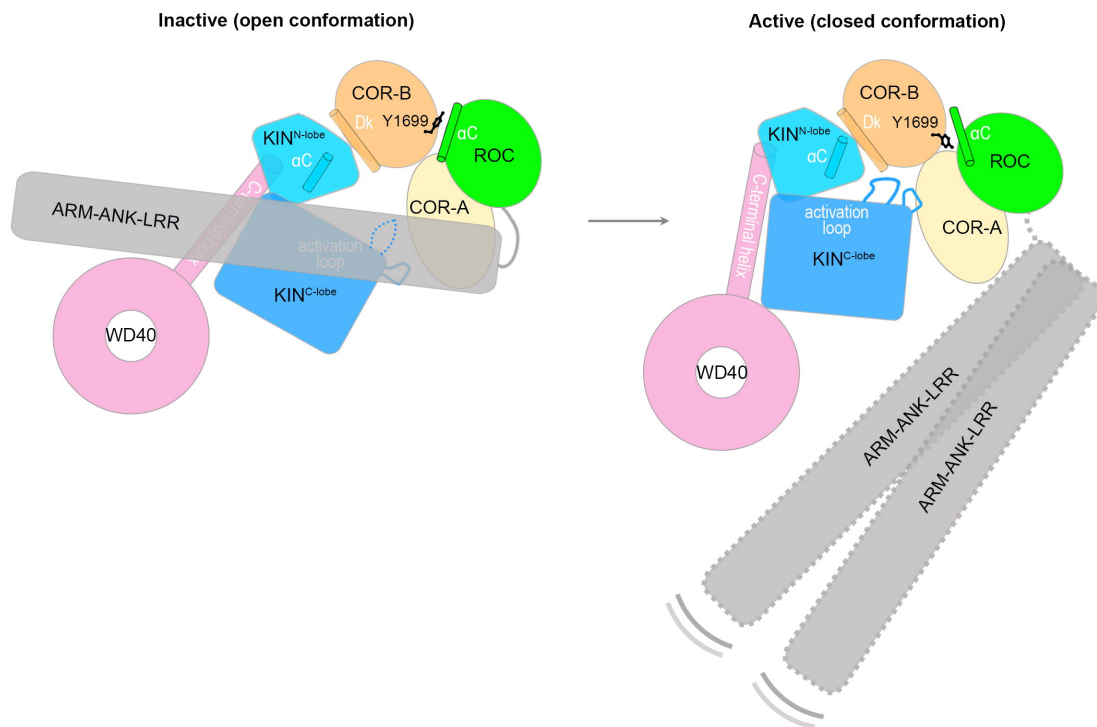 Inactive (open conformation)
Active (closed conformation)
COR-B
Dk
Y1699
αC
ROC
KINN-lobe
αC
C-terminal helix
ARM-ANK-LRR
COR-A
activation
loop
KINC-lobe
WD40
COR-B
Dk
Y1699
αC
ROC
KINN-lobe
αC
C-terminal helix
activation
loop
COR-A
KINC-lobe
WD40
ARM-ANK-LRR
ARM-ANK-LRR